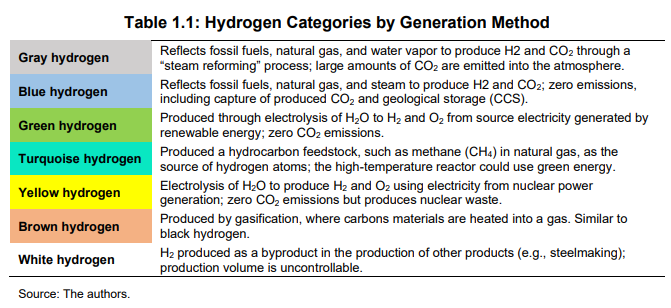 Table 1.1: Hydrogen Categories by Generation Method
Gray hydrogen
Reflects fossil fuels, natural gas, and water vapor to produce H2 and CO₂ through a
“steam reforming” process; large amounts of CO₂ are emitted into the atmosphere.
Blue hydrogen
Reflects fossil fuels, natural gas, and steam to produce H2 and CO₂; zero emissions,
including capture of produced CO₂ and geological storage (CCS).
Green hydrogen
Produced through electrolysis of H₂O to H₂ and O₂ from source electricity generated by
renewable energy; zero CO₂ emissions.
Turquoise hydrogen
Produced a hydrocarbon feedstock, such as methane (CH₄) in natural gas, as the
source of hydrogen atoms; the high-temperature reactor could use green energy.
Yellow hydrogen
Electrolysis of H₂O to produce H₂ and O₂ using electricity from nuclear power
generation; zero CO₂ emissions but produces nuclear waste.
Brown hydrogen
Produced by gasification, where carbons materials are heated into a gas. Similar to
black hydrogen.
White hydrogen
H₂ produced as a byproduct in the production of other products (e.g., steelmaking);
production volume is uncontrollable.
Source: The authors.